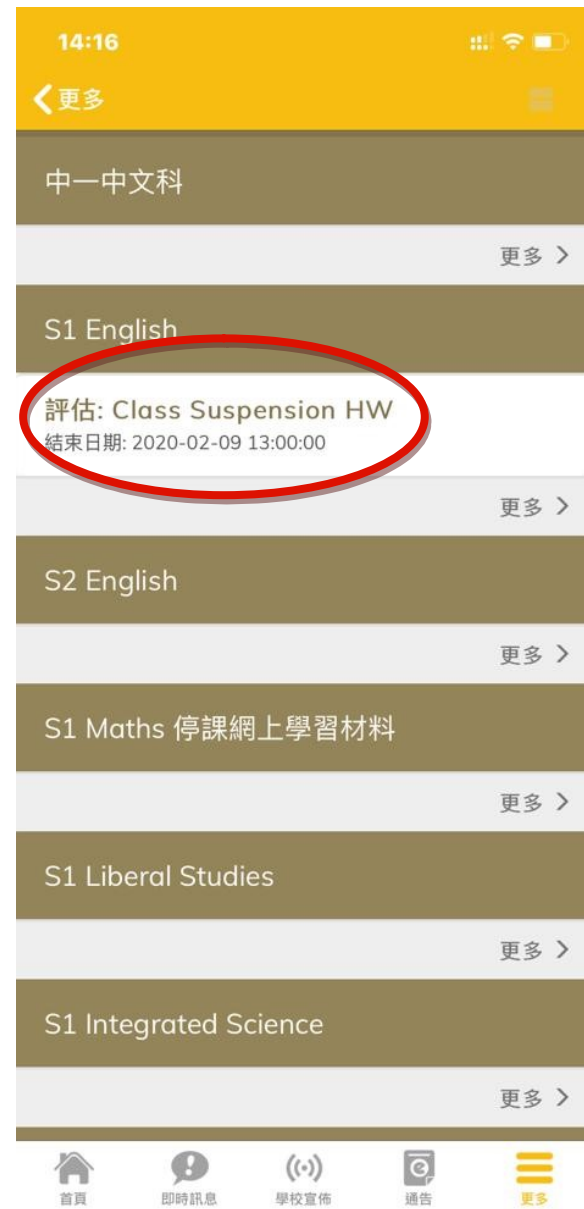 14:16
更多
中一中文科
更多
S1 English
評估: Class Suspension HW
結束日期: 2020-02-09 13:00:00
更多
S2 English
更多
S1 Maths 停課網上學習材料
更多
S1 Liberal Studies
更多
S1 Integrated Science
更多
首頁 即時訊息 學校宣佈 通告 更多